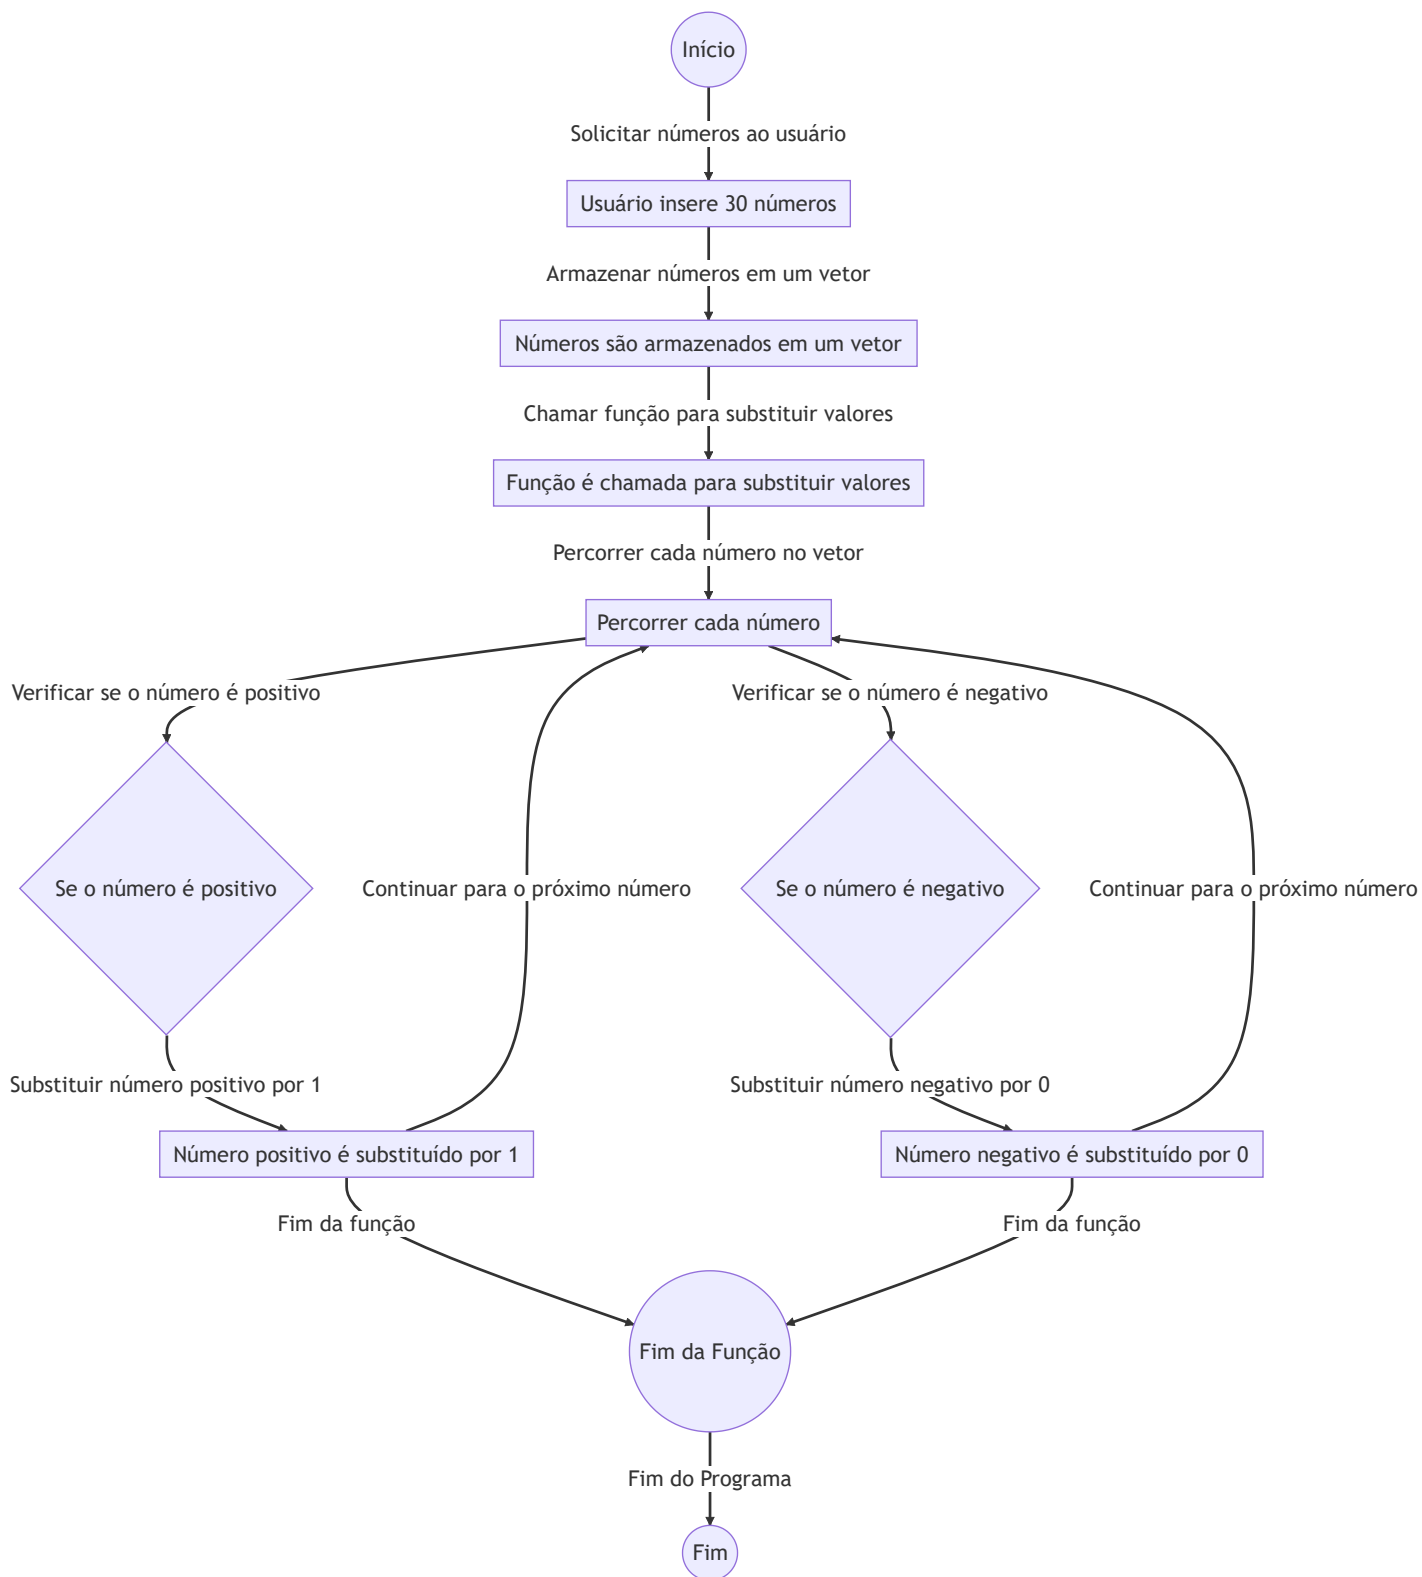 Início
Solicitar números ao usuário
Usuário insere 30 números
Armazenar números em um vetor
Números são armazenados em um vetor
Chamar função para substituir valores
Função é chamada para substituir valores
Percorrer cada número no vetor
Percorrer cada número
Verificar se o número é positivo
Verificar se o número é negativo
Se o número é positivo
Continuar para o próximo número
Se o número é negativo
Continuar para o próximo número
Substituir número positivo por 1
Substituir número negativo por 0
Número positivo é substituído por 1
Número negativo é substituído por 0
Fim da função
Fim da função
Fim da Função
Fim do Programa
Fim